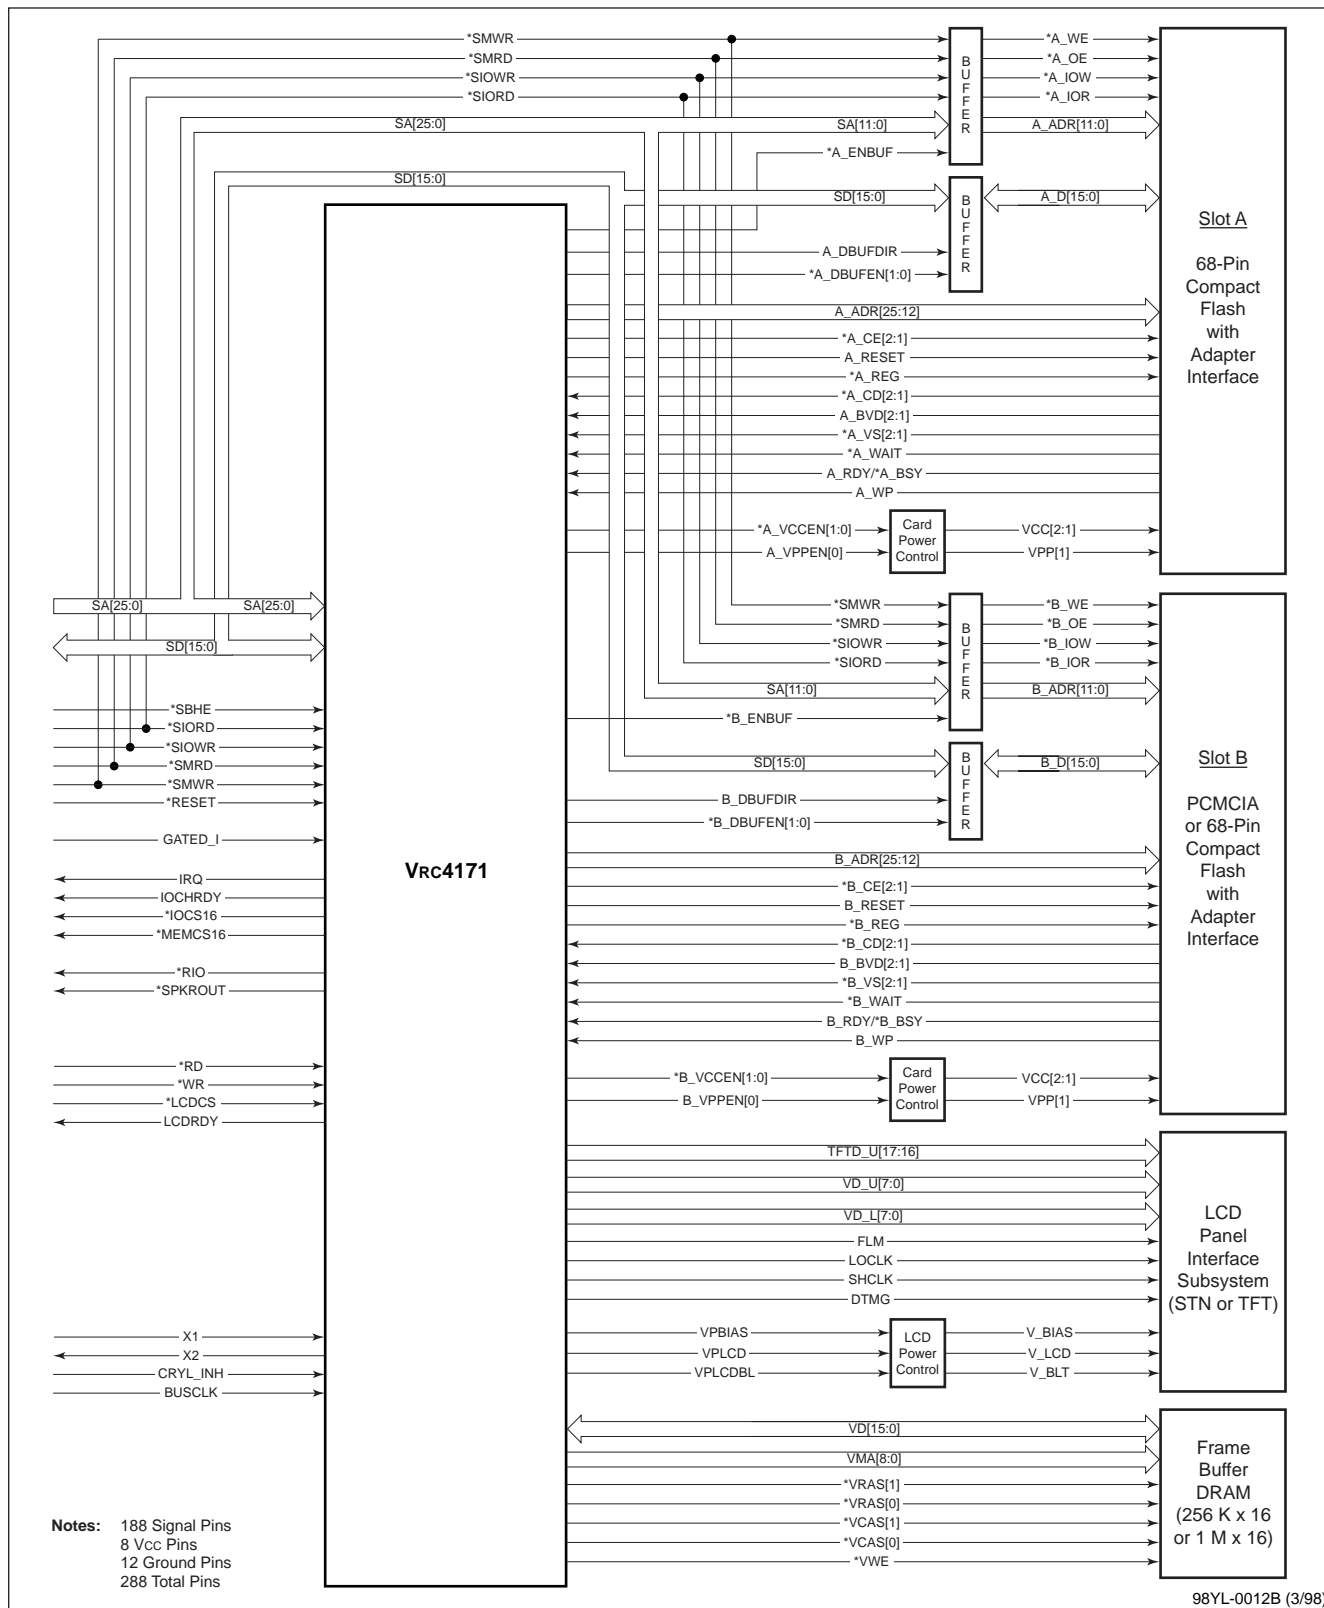 *SMWR
*SMRD
*SIOWR
*SIORD
SA[25:0]
SA[11:0]
*A_ENBUF
SD[15:0]
SD[15:0]
A_DBUFDIR
*A_DBUFEN[1:0]
BUFFER
BUFFER
*A_WE
*A_OE
*A_IOW
*A_IOR
A_ADR[11:0]
A_D[15:0]
A_ADR[25:12]
*A_CE[2:1]
A_RESET
*A_REG
*A_CD[2:1]
A_BVD[2:1]
*A_VS[2:1]
*A_WAIT
A_RDY/*A_BSY
A_WP
*A_VCCEN[1:0]
A_VPPEN[0]
Card
Power
Control
VCC[2:1]
VPP[1]
Slot A
68-Pin
Compact
Flash
with
Adapter
Interface
SA[25:0]
SA[25:0]
SD[15:0]
*SBHE
*SIORD
*SIOWR
*SMRD
*SMWR
*RESET
GATED_I
IRQ
IOCHRDY
*IOCS16
*MEMCS16
*RIO
*SPKROUT
*RD
*WR
*LCDCS
LCDRDY
X1
X2
CRYL_INH
BUSCLK
VRC4171
*SMWR
*SMRD
*SIOWR
*SIORD
SA[11:0]
*B_ENBUF
SD[15:0]
B_DBUFDIR
*B_DBUFEN[1:0]
BUFFER
BUFFER
*B_WE
*B_OE
*B_IOW
*B_IOR
B_ADR[11:0]
B_D[15:0]
B_ADR[25:12]
*B_CE[2:1]
B_RESET
*B_REG
*B_CD[2:1]
B_BVD[2:1]
*B_VS[2:1]
*B_WAIT
B_RDY/*B_BSY
B_WP
*B_VCCEN[1:0]
B_VPPEN[0]
Card
Power
Control
VCC[2:1]
VPP[1]
Slot B
PCMCIA
or 68-Pin
Compact
Flash
with
Adapter
Interface
TFTD_U[17:16]
VD_U[7:0]
VD_L[7:0]
FLM
LOCLK
SHCLK
DTMG
VPBIAS
VPLCD
VPLCDBL
LCD
Power
Control
V_BIAS
V_LCD
V_BLT
LCD
Panel
Interface
Subsystem
(STN or TFT)
VD[15:0]
VMA[8:0]
*VRAS[1]
*VRAS[0]
*VCAS[1]
*VCAS[0]
*VWE
Frame
Buffer
DRAM
(256 K x 16
or 1 M x 16)
Notes: 188 Signal Pins
8 VCC Pins
12 Ground Pins
288 Total Pins
98YL-0012B (3/98)